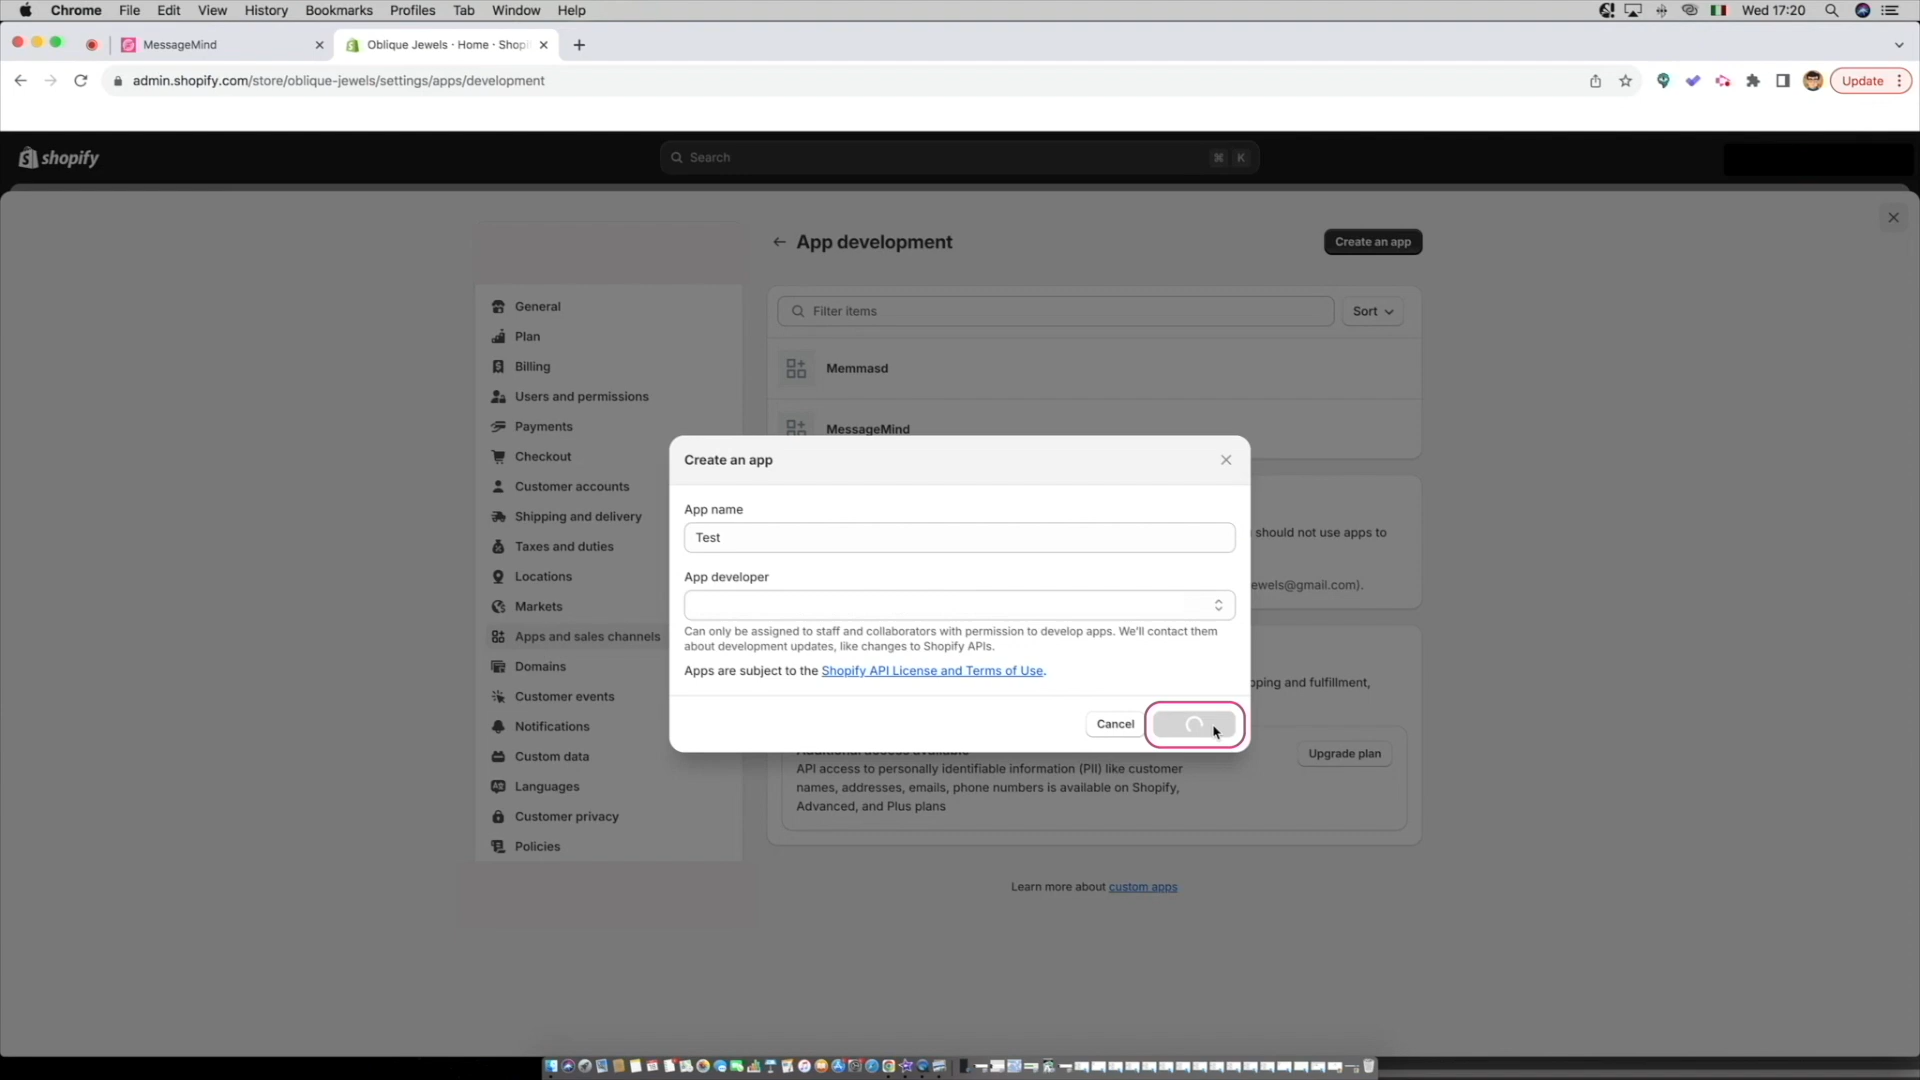 Chrome File Edit View History Bookmarks Profiles Tab Window Help Wed 17:20
MessageMind Oblique Jewels · Home · Shopi
admin.shopify.com/store/oblique-jewels/settings/apps/development Update
shopify Search ⌘ K
App development Create an app
General
Filter items Sort
Plan
Billing
Memmasd
Users and permissions
Payments
MessageMind
Checkout
Create an app
Customer accounts
App name
Shipping and delivery
should not use apps to
Test
Taxes and duties
Locations
App developer
ewels@gmail.com).
Markets
Can only be assigned to staff and collaborators with permission to develop apps. We'll contact them
about development updates, like changes to Shopify APIs.
Apps and sales channels
Domains
Apps are subject to the Shopify API License and Terms of Use.
pping and fulfillment,
Customer events
Notifications
Cancel
Additional access available
Custom data
Upgrade plan
API access to personally identifiable information (PII) like customer
names, addresses, emails, phone numbers is available on Shopify,
Advanced, and Plus plans
Languages
Customer privacy
Policies
Learn more about custom apps